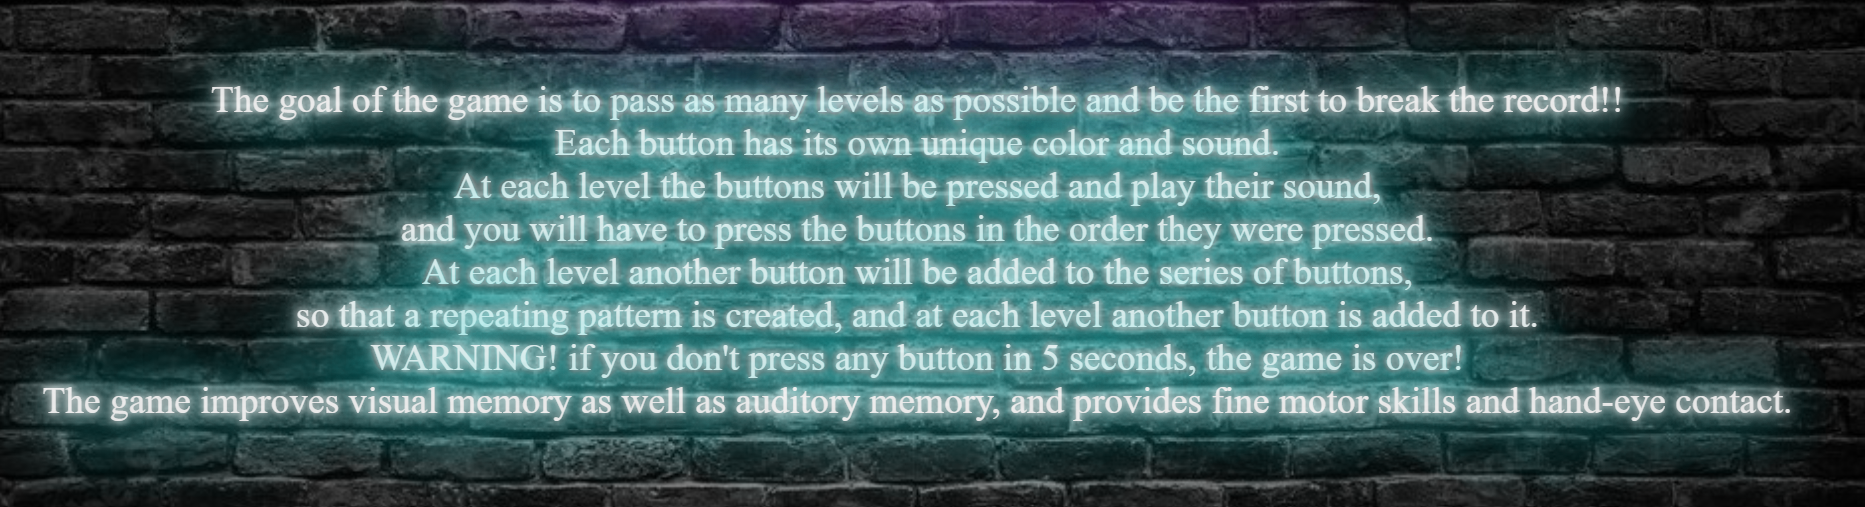 The goal of the game is to pass as many levels as possible and be the first to break the record!!
Each button has its own unique color and sound.
At each level the buttons will be pressed and play their sound,
and you will have to press the buttons in the order they were pressed.
At each level another button will be added to the series of buttons,
so that a repeating pattern is created, and at each level another button is added to it.
WARNING! if you don't press any button in 5 seconds, the game is over!
The game improves visual memory as well as auditory memory, and provides fine motor skills and hand-eye contact.